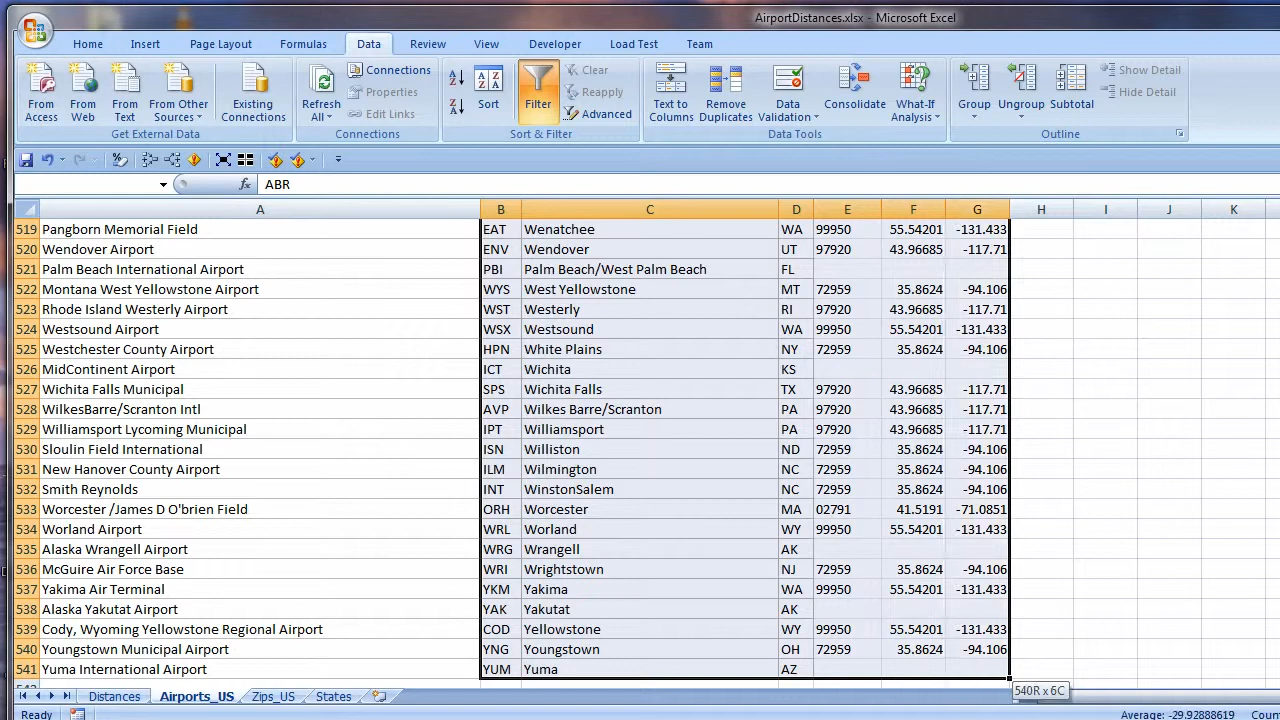 AirportDistances.xlsx - Microsoft Excel
Home Insert Page Layout Formulas Data Review View Developer Load Test Team
From Access From Web From Text From Other Sources Existing Connections Refresh All Connections Properties Edit Links Sort Filter Clear Reapply Advanced Text to Columns Remove Duplicates Data Validation Consolidate What-If Analysis Group Ungroup Subtotal Show Detail Hide Detail
Get External Data Connections Sort & Filter Data Tools Outline
fx ABR
A B C D E F G H I J K
519 Pangborn Memorial Field EAT Wenatchee WA 99950 55.54201 -131.433
520 Wendover Airport ENV Wendover UT 97920 43.96685 -117.71
521 Palm Beach International Airport PBI Palm Beach/West Palm Beach FL
522 Montana West Yellowstone Airport WYS West Yellowstone MT 72959 35.8624 -94.106
523 Rhode Island Westerly Airport WST Westerly RI 97920 43.96685 -117.71
524 Westsound Airport WSX Westsound WA 99950 55.54201 -131.433
525 Westchester County Airport HPN White Plains NY 72959 35.8624 -94.106
526 MidContinent Airport ICT Wichita KS
527 Wichita Falls Municipal SPS Wichita Falls TX 97920 43.96685 -117.71
528 WilkesBarre/Scranton Intl AVP Wilkes Barre/Scranton PA 97920 43.96685 -117.71
529 Williamsport Lycoming Municipal IPT Williamsport PA 97920 43.96685 -117.71
530 Sloulin Field International ISN Williston ND 72959 35.8624 -94.106
531 New Hanover County Airport ILM Wilmington NC 72959 35.8624 -94.106
532 Smith Reynolds INT WinstonSalem NC 72959 35.8624 -94.106
533 Worcester /James D O'brien Field ORH Worcester MA 02791 41.5191 -71.0851
534 Worland Airport WRL Worland WY 99950 55.54201 -131.433
535 Alaska Wrangell Airport WRG Wrangell AK
536 McGuire Air Force Base WRI Wrightstown NJ 72959 35.8624 -94.106
537 Yakima Air Terminal YKM Yakima WA 99950 55.54201 -131.433
538 Alaska Yakutat Airport YAK Yakutat AK
539 Cody, Wyoming Yellowstone Regional Airport COD Yellowstone WY 99950 55.54201 -131.433
540 Youngstown Municipal Airport YNG Youngstown OH 72959 35.8624 -94.106
541 Yuma International Airport YUM Yuma AZ
540R x 6C
Distances Airports_US Zips_US States
Ready Average: -29.92888619